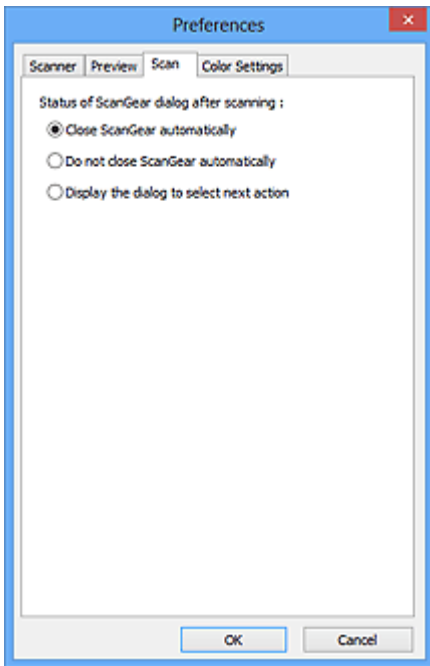 Preferences
Scanner Preview Scan Color Settings
Status of ScanGear dialog after scanning :
Close ScanGear automatically
Do not close ScanGear automatically
Display the dialog to select next action
OK Cancel